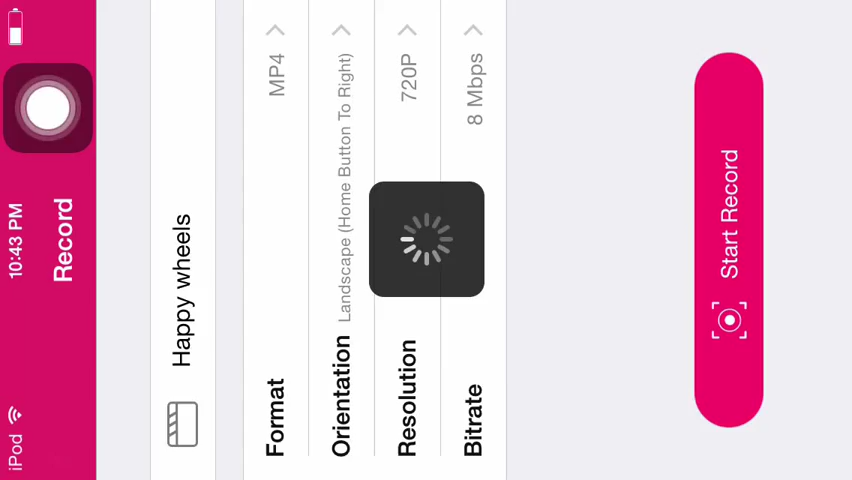 iPod 10:43 PM
Record
Happy wheels
Format MP4
Orientation Landscape (Home Button To Right)
Resolution 720P
Bitrate 8 Mbps
Start Record